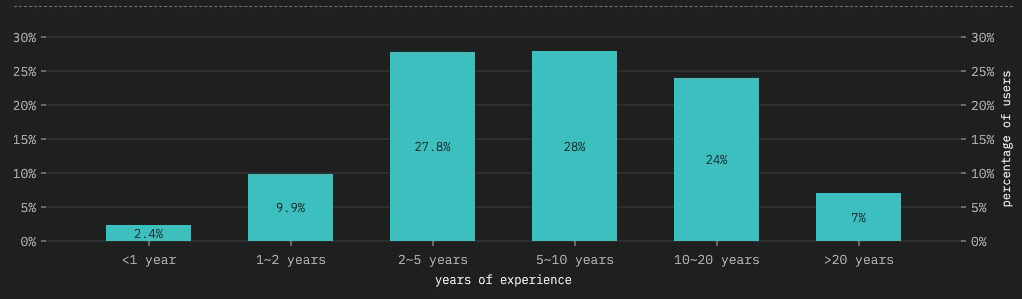 30% 30%
25% 25%
20% 20%
15% 15%
10% 10%
5% 5%
0% 0%
2.4% 9.9% 27.8% 28% 24% 7%
<1 year 1~2 years 2~5 years 5~10 years 10~20 years >20 years
years of experience
percentage of users